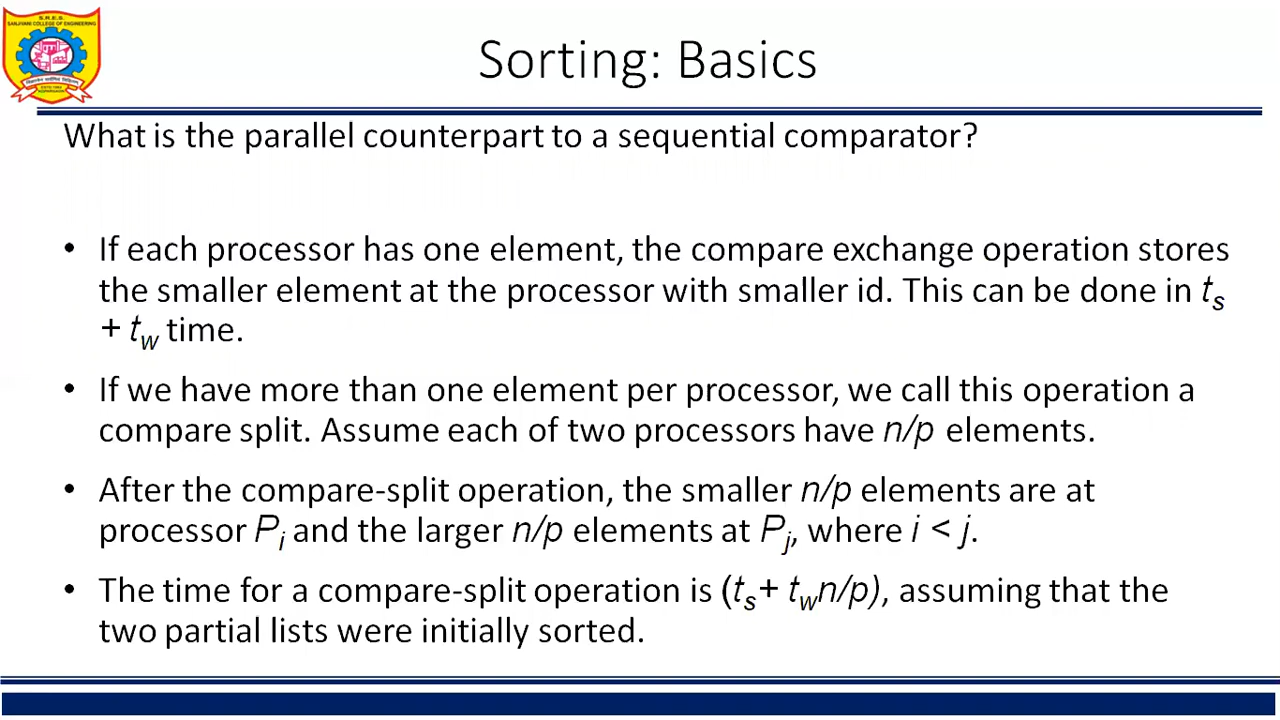 S.R.E.S.
SANJIVANI COLLEGE OF ENGINEERING
Sorting: Basics
What is the parallel counterpart to a sequential comparator?
• If each processor has one element, the compare exchange operation stores
the smaller element at the processor with smaller id. This can be done in ts
+ tw time.
• If we have more than one element per processor, we call this operation a
compare split. Assume each of two processors have n/p elements.
• After the compare-split operation, the smaller n/p elements are at
processor Pi and the larger n/p elements at Pj, where i < j.
• The time for a compare-split operation is (ts+ twn/p), assuming that the
two partial lists were initially sorted.